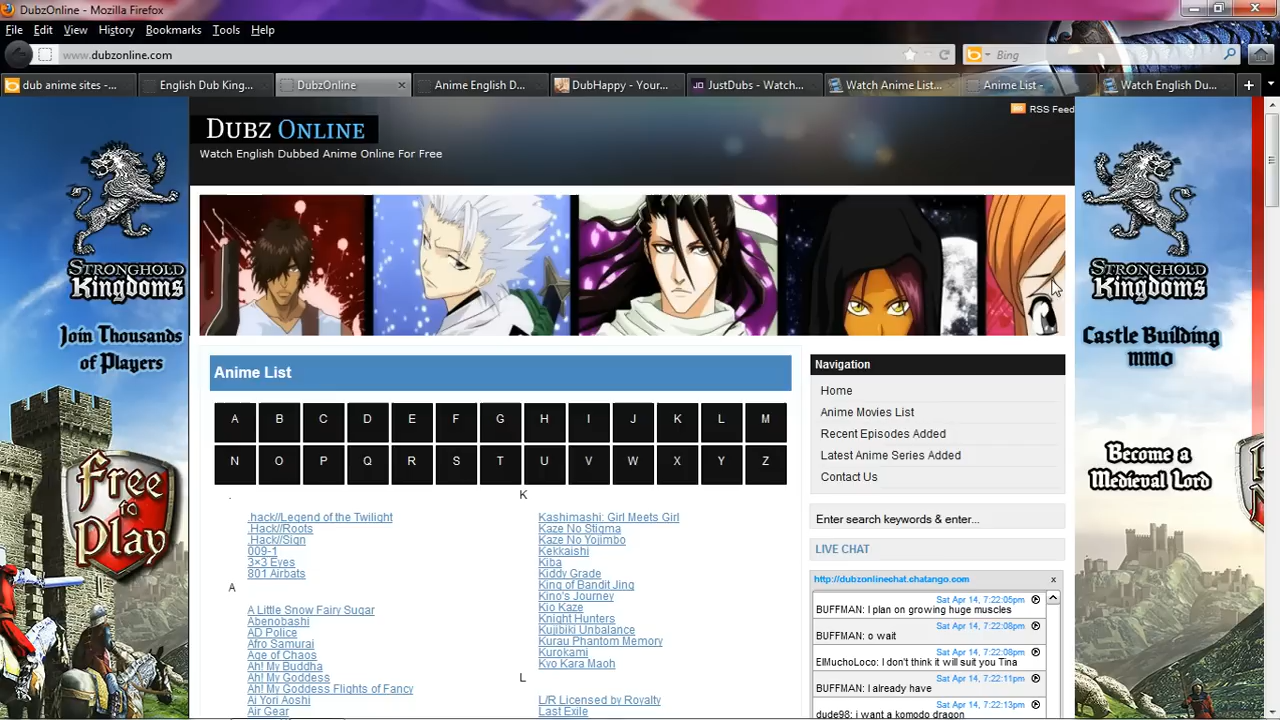 DubzOnline - Mozilla Firefox
File Edit View History Bookmarks Tools Help
www.dubzonline.com
Bing
dub anime sites -...
English Dub King...
DubzOnline
Anime English D...
DubHappy - Your...
JustDubs - Watch...
Watch Anime List...
Anime List -
Watch English Du...
RSS Feed
DUBZ ONLINE
Watch English Dubbed Anime Online For Free
STRONGHOLD
Kingdoms
Join Thousands
of Players
Free
to
Play
STRONGHOLD
Kingdoms
Castle Building
mmo
Become a
Medieval Lord
Anime List
A B C D E F G H I J K L M
N O P Q R S T U V W X Y Z
.
.hack//Legend of the Twilight
.Hack//Roots
.Hack//Sign
009-1
3×3 Eyes
801 Airbats
A
A Little Snow Fairy Sugar
Abenobashi
AD Police
Afro Samurai
Age of Chaos
Ah! My Buddha
Ah! My Goddess
Ah! My Goddess Flights of Fancy
Ai Yori Aoshi
Air Gear
K
Kashimashi: Girl Meets Girl
Kaze No Stigma
Kaze No Yojimbo
Kekkaishi
Kiba
Kiddy Grade
King of Bandit Jing
Kino's Journey
Kio Kaze
Knight Hunters
Kujibiki Unbalance
Kurau Phantom Memory
Kurokami
Kyo Kara Maoh
L
L/R Licensed by Royalty
Last Exile
Navigation
Home
Anime Movies List
Recent Episodes Added
Latest Anime Series Added
Contact Us
Enter search keywords & enter...
LIVE CHAT
http://dubzonlinechat.chatango.com x
Sat Apr 14, 7:22:05pm
BUFFMAN: I plan on growing huge muscles
Sat Apr 14, 7:22:08pm
BUFFMAN: o wait
Sat Apr 14, 7:22:08pm
ElMuchoLoco: I don't think it will suit you Tina
Sat Apr 14, 7:22:11pm
BUFFMAN: I already have
Sat Apr 14, 7:22:13pm
dude98: i want a komodo dragon